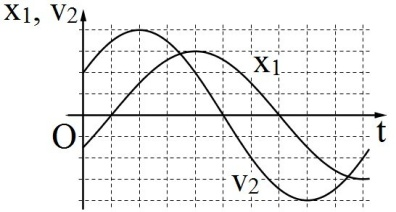 x₁, v₂
x₁
O
t
v₂